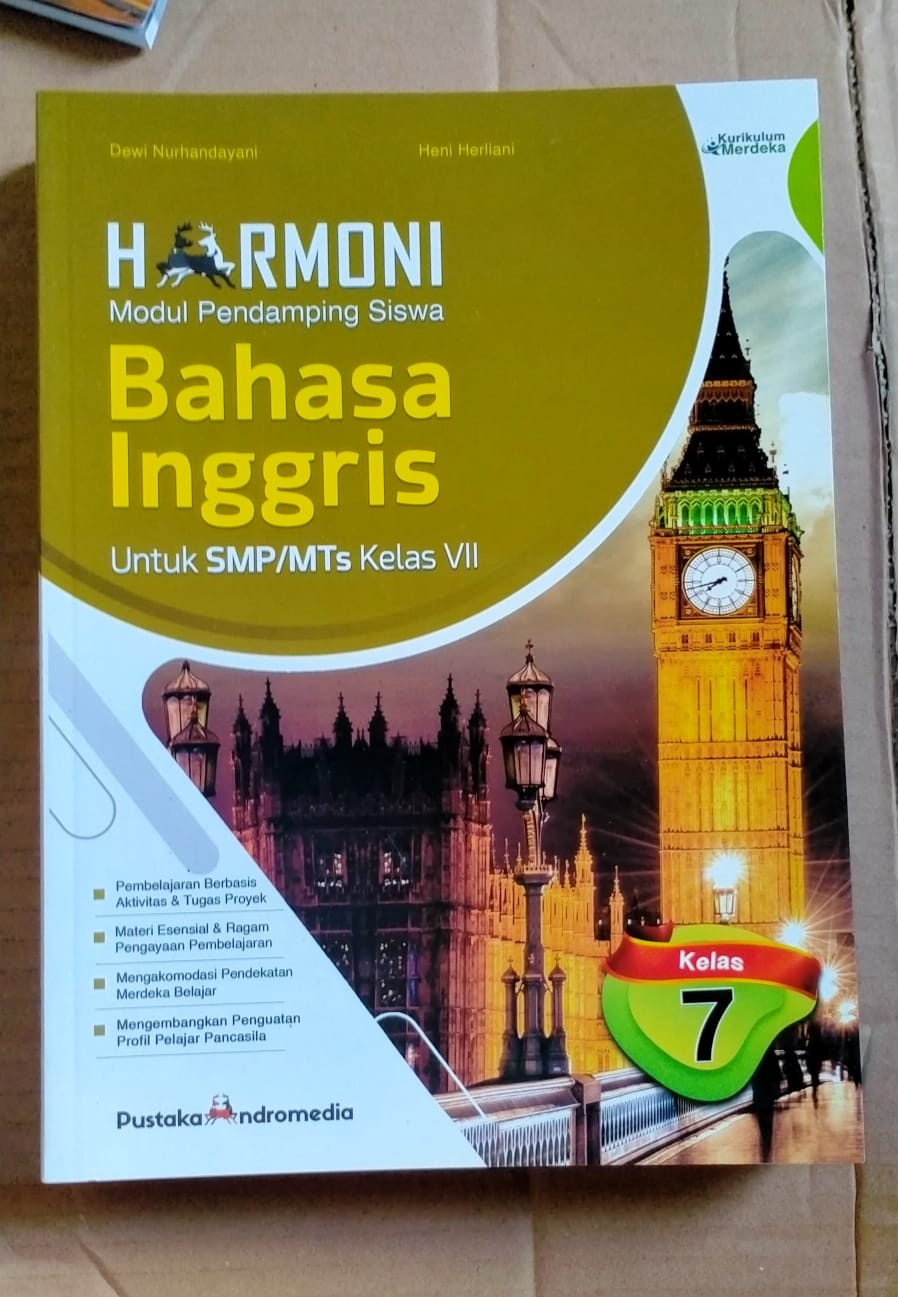 Dewi Nurhandayani
Heni Herliani
Kurikulum
Merdeka
HARMONI
Modul Pendamping Siswa
Bahasa
Inggris
Untuk SMP/MTs Kelas VII
Pembelajaran Berbasis
Aktivitas & Tugas Proyek
Materi Esensial & Ragam
Pengayaan Pembelajaran
Mengakomodasi Pendekatan
Merdeka Belajar
Mengembangkan Penguatan
Profil Pelajar Pancasila
Kelas
7
Pustaka Andromedia